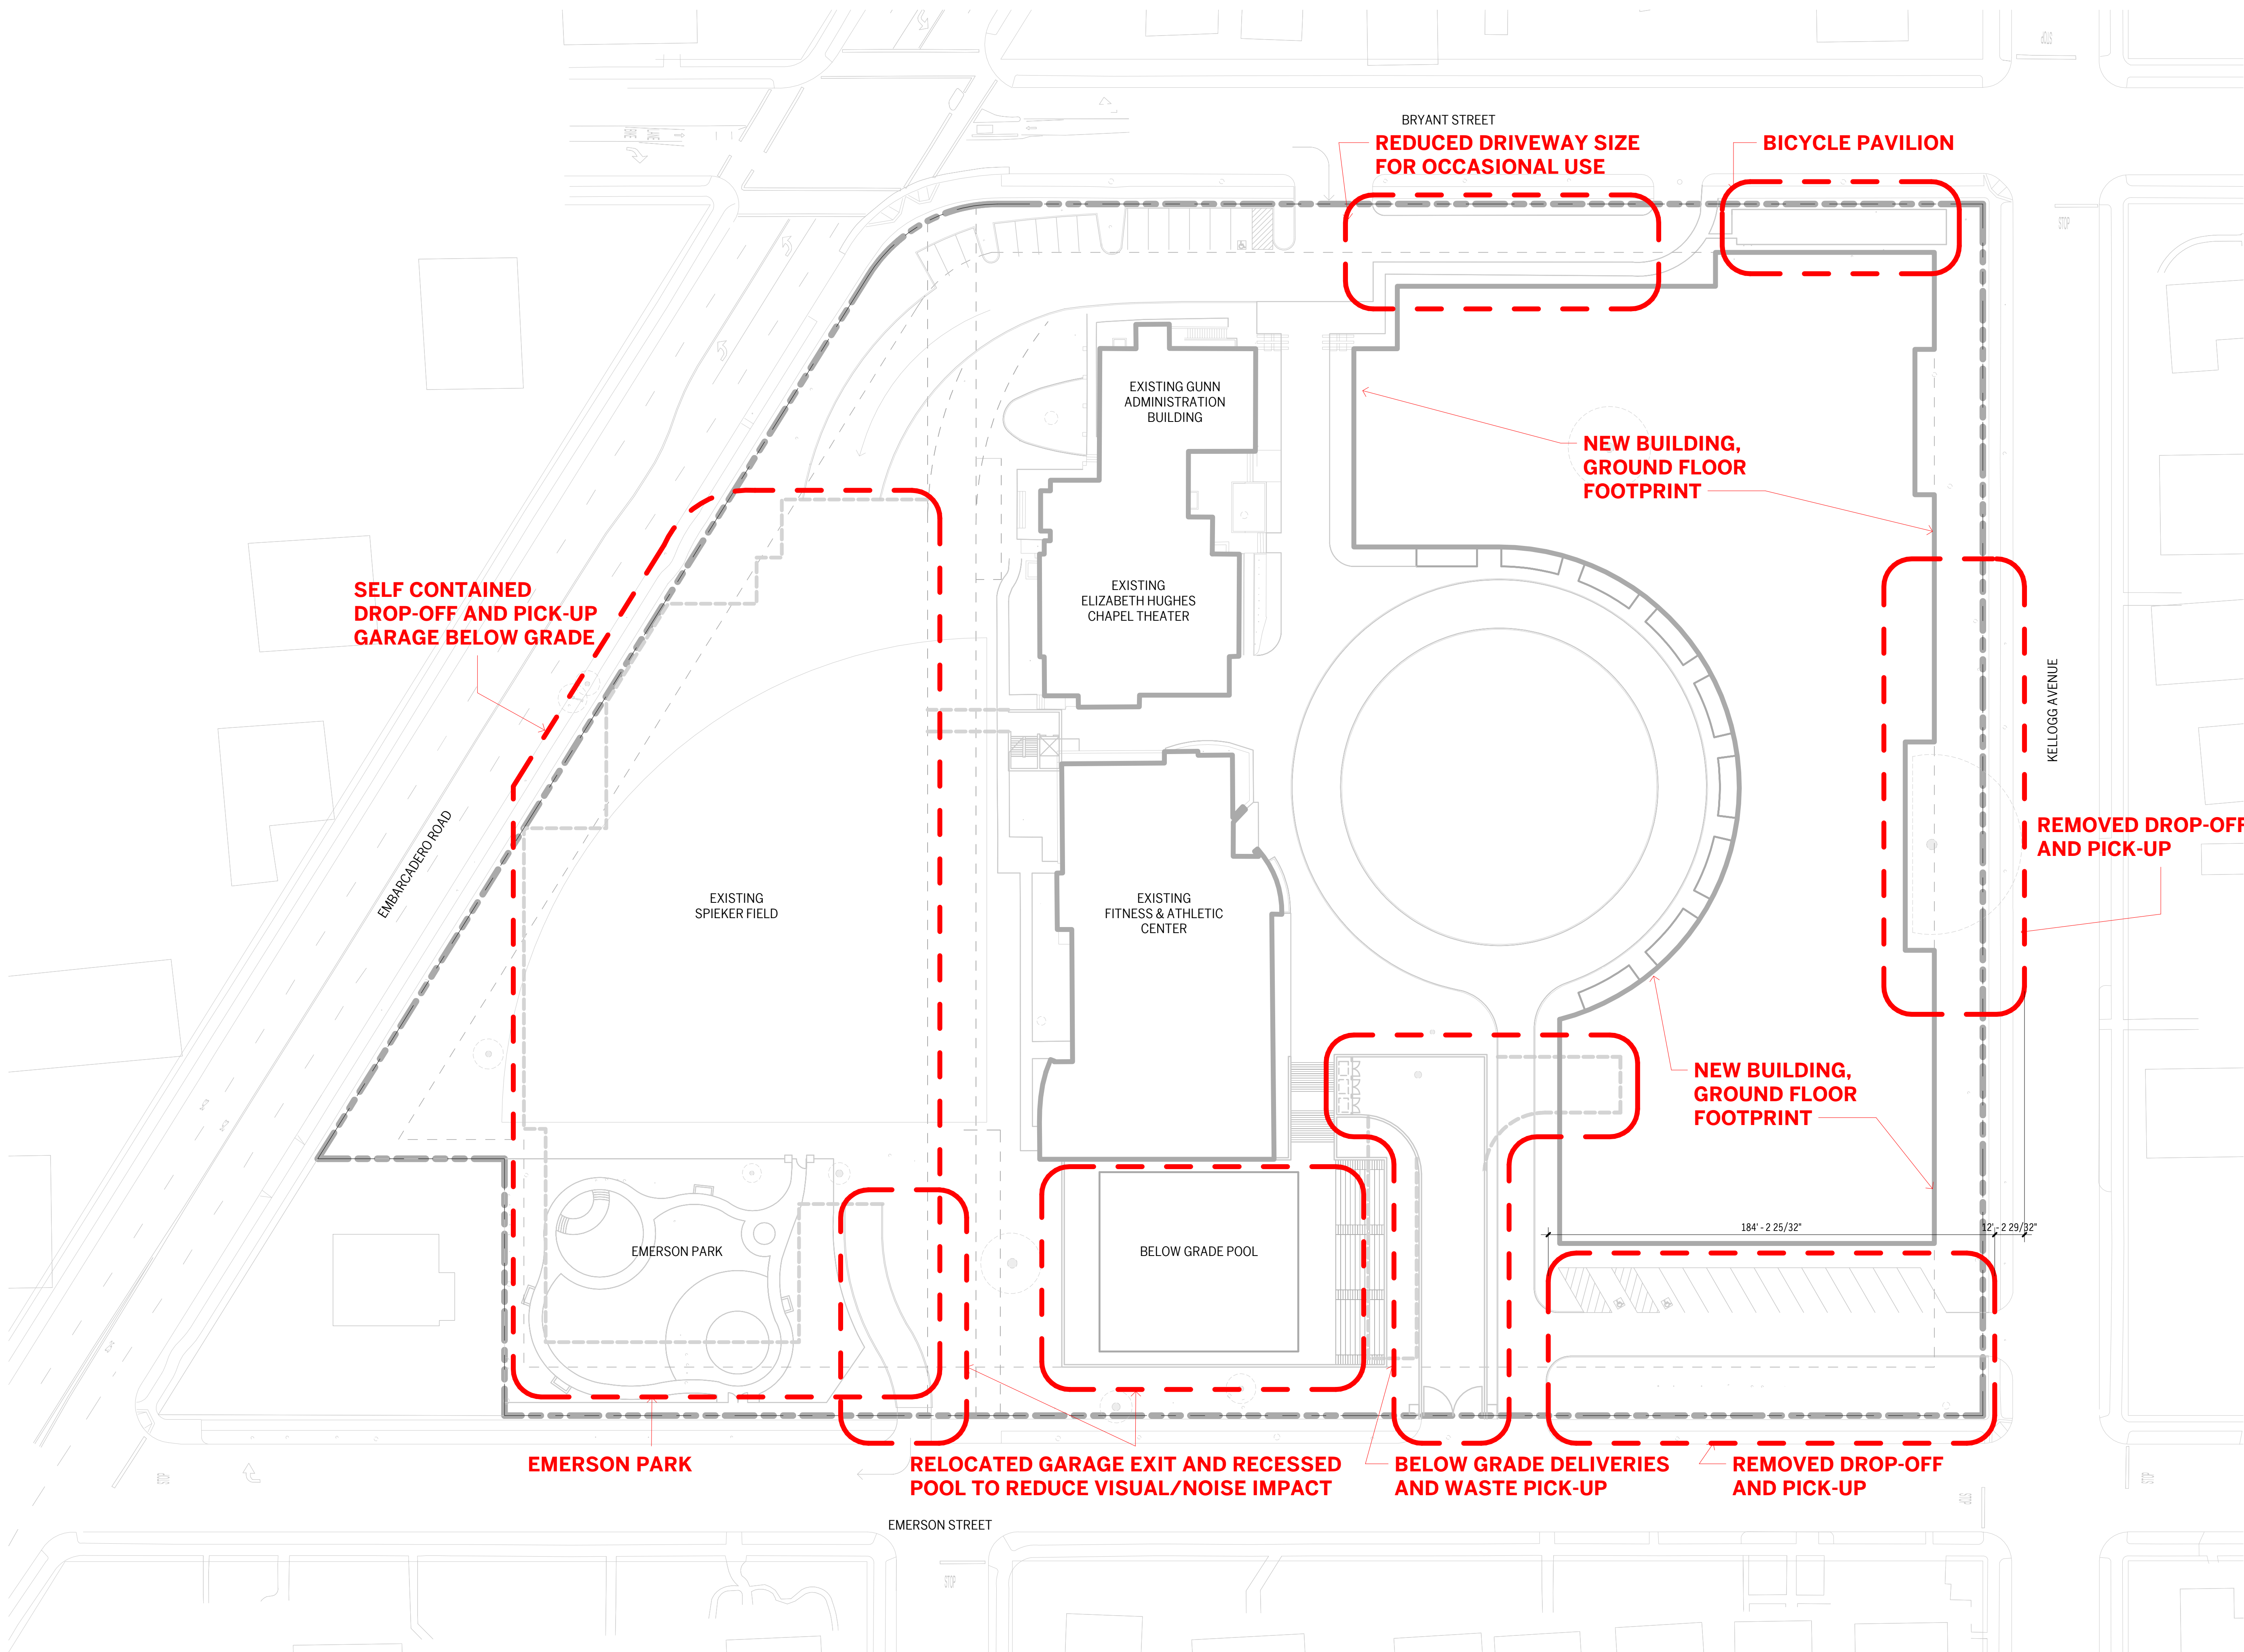 BRYANT STREET
REDUCED DRIVEWAY SIZE
FOR OCCASIONAL USE
BICYCLE PAVILION
EXISTING GUNN
ADMINISTRATION
BUILDING
NEW BUILDING,
GROUND FLOOR
FOOTPRINT
SELF CONTAINED
DROP-OFF AND PICK-UP
GARAGE BELOW GRADE
EXISTING
ELIZABETH HUGHES
CHAPEL THEATER
KELLOGG AVENUE
REMOVED DROP-OFF
AND PICK-UP
EMBARCADERO ROAD
EXISTING
SPIEKER FIELD
EXISTING
FITNESS & ATHLETIC
CENTER
NEW BUILDING,
GROUND FLOOR
FOOTPRINT
184' - 2 25/32"
12' - 2 29/32"
EMERSON PARK
BELOW GRADE POOL
EMERSON PARK
RELOCATED GARAGE EXIT AND RECESSED
POOL TO REDUCE VISUAL/NOISE IMPACT
BELOW GRADE DELIVERIES
AND WASTE PICK-UP
REMOVED DROP-OFF
AND PICK-UP
EMERSON STREET
STOP
STOP
STOP